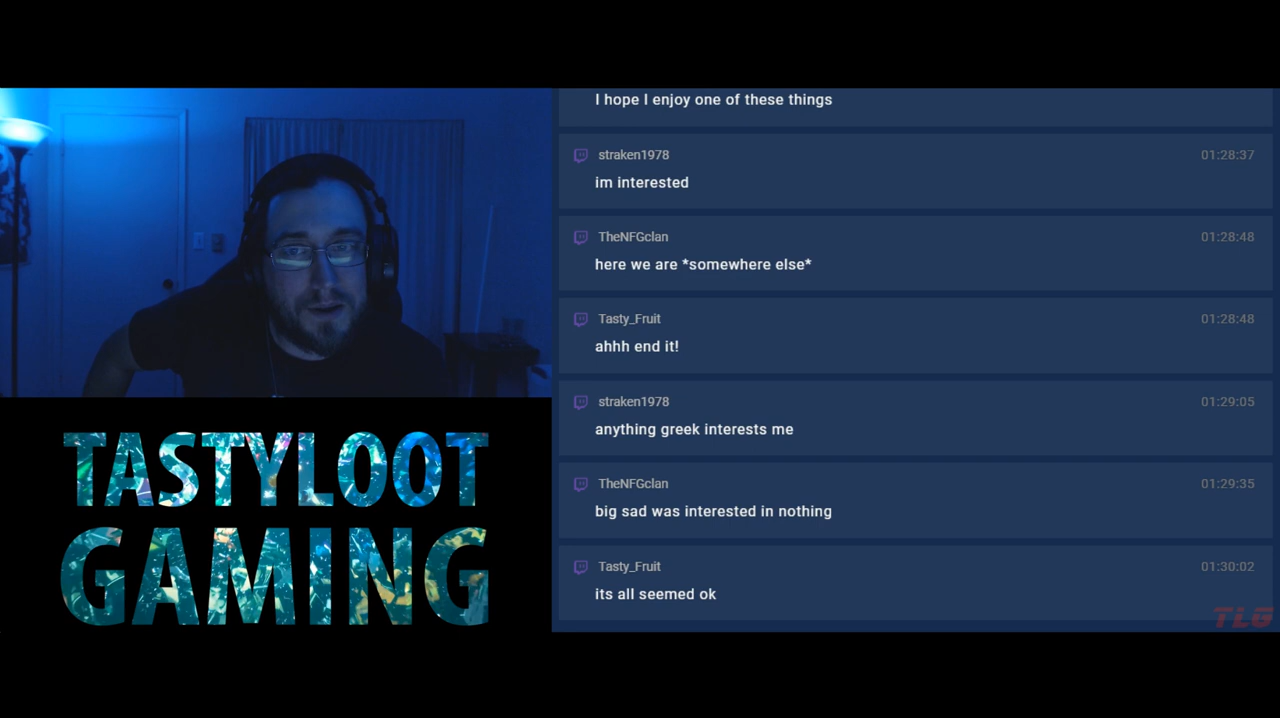 I hope I enjoy one of these things
straken1978 01:28:37
im interested
TheNFGclan 01:28:48
here we are *somewhere else*
Tasty_Fruit 01:28:48
ahhh end it!
straken1978 01:29:05
anything greek interests me
TheNFGclan 01:29:35
big sad was interested in nothing
Tasty_Fruit 01:30:02
its all seemed ok
TASTYLOOT
GAMING
TLG